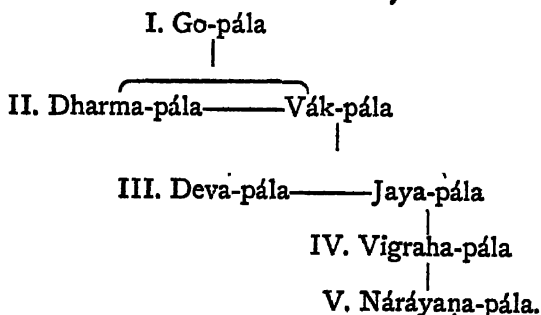 I. Go-pála
II. Dharma-pála——Vák-pála
III. Deva-pála——Jaya-pála
IV. Vigraha-pála
V. Náráyaṇa-pála.